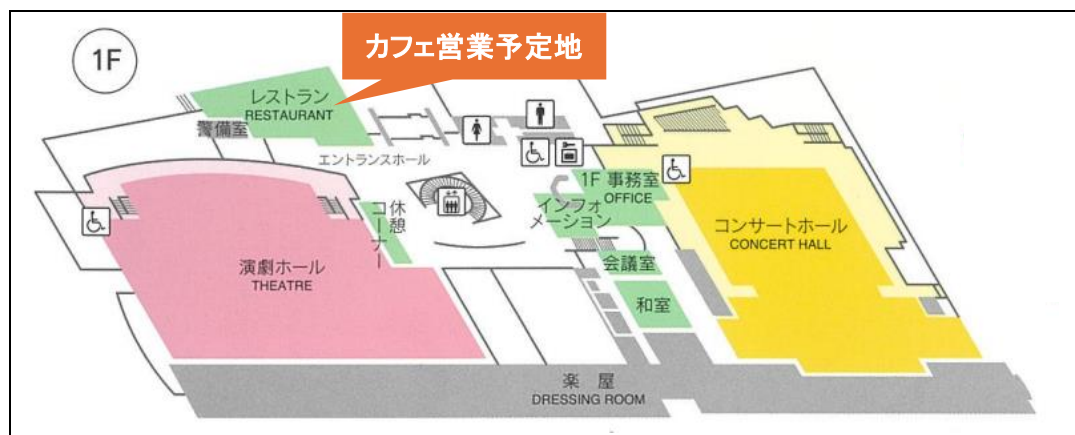 カフェ営業予定地
1F
レストラン
RESTAURANT
警備室
エントランスホール
1F 事務室
OFFICE
インフォ
メーション
休憩
コーナー
コンサートホール
CONCERT HALL
演劇ホール
THEATRE
会議室
和室
楽屋
DRESSING ROOM